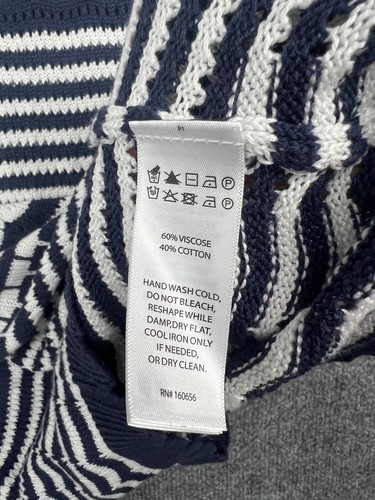 M
P
P
60% VISCOSE
40% COTTON
HAND WASH COLD,
DO NOT BLEACH,
RESHAPE WHILE
DAMP,DRY FLAT,
COOL IRON ONLY
IF NEEDED,
OR DRY CLEAN.
RN# 160656